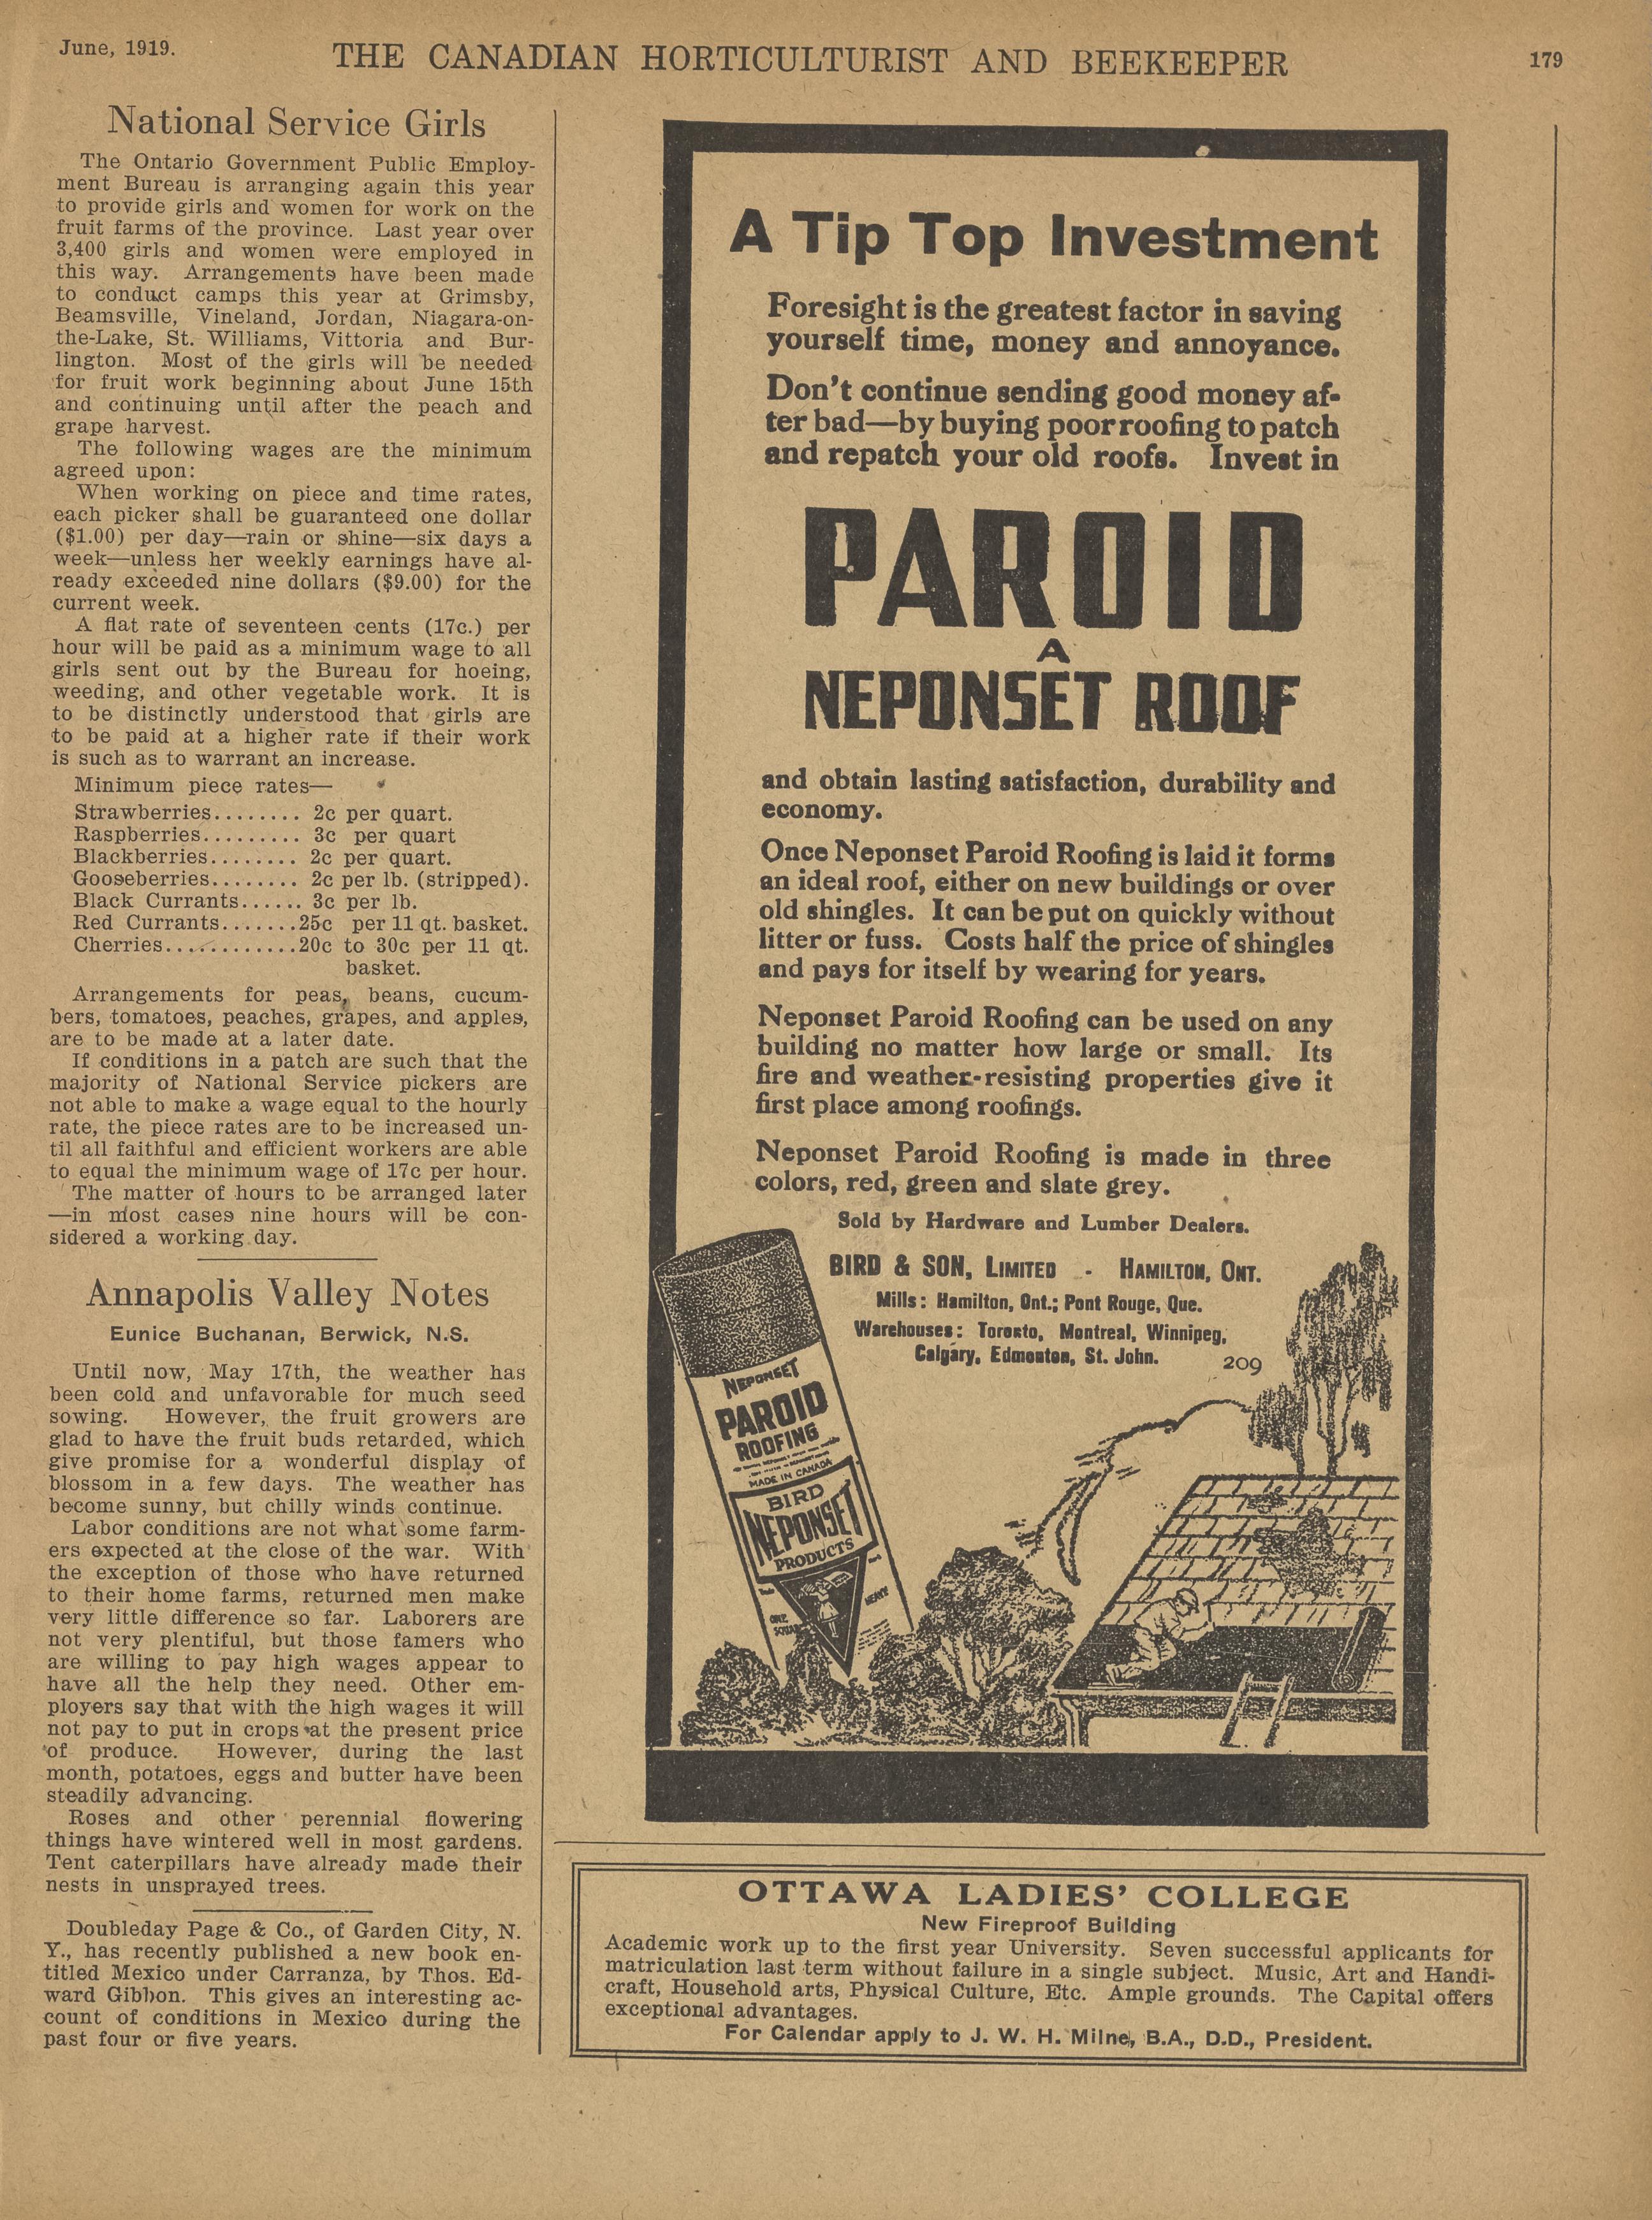 June, 1919.
THE CANADIAN HORTICULTURIST AND BEEKEEPER
179
National Service Girls
The Ontario Government Public Employ-
ment Bureau is arranging again this year
to provide girls and women for work on the
fruit farms of the province. Last year over
3,400 girls and women were employed in
this way. Arrangements have been made
to conduct camps this year at Grimsby,
Beamsville, Vineland, Jordan, Niagara-on-
the-Lake, St. Williams, Vittoria and Bur-
lington. Most of the girls will be needed
for fruit work beginning about June 15th
and continuing until after the peach and
grape harvest.
The following wages are the minimum
agreed upon:
When working on piece and time rates,
each picker shall be guaranteed one dollar
($1.00) per day—rain or shine—six days a
week—unless her weekly earnings have al-
ready exceeded nine dollars ($9.00) for the
current week.
A flat rate of seventeen cents (17c.) per
hour will be paid as a minimum wage to all
girls sent out by the Bureau for hoeing,
weeding, and other vegetable work. It is
to be distinctly understood that girls are
to be paid at a higher rate if their work
is such as to warrant an increase.
Minimum piece rates—
Strawberries........ 2c per quart.
Raspberries......... 3c per quart
Blackberries........ 2c per quart.
Gooseberries........ 2c per lb. (stripped).
Black Currants...... 3c per lb.
Red Currants.......25c per 11 qt. basket.
Cherries............20c to 30c per 11 qt.
basket.
Arrangements for peas, beans, cucum-
bers, tomatoes, peaches, grapes, and apples,
are to be made at a later date.
If conditions in a patch are such that the
majority of National Service pickers are
not able to make a wage equal to the hourly
rate, the piece rates are to be increased un-
til all faithful and efficient workers are able
to equal the minimum wage of 17c per hour.
The matter of hours to be arranged later
—in most cases nine hours will be con-
sidered a working day.
Annapolis Valley Notes
Eunice Buchanan, Berwick, N.S.
Until now, May 17th, the weather has
been cold and unfavorable for much seed
sowing. However, the fruit growers are
glad to have the fruit buds retarded, which
give promise for a wonderful display of
blossom in a few days. The weather has
become sunny, but chilly winds continue.
Labor conditions are not what some farm-
ers expected at the close of the war. With
the exception of those who have returned
to their home farms, returned men make
very little difference so far. Laborers are
not very plentiful, but those famers who
are willing to pay high wages appear to
have all the help they need. Other em-
ployers say that with the high wages it will
not pay to put in crops at the present price
of produce. However, during the last
month, potatoes, eggs and butter have been
steadily advancing.
Roses and other perennial flowering
things have wintered well in most gardens.
Tent caterpillars have already made their
nests in unsprayed trees.
Doubleday Page & Co., of Garden City, N.
Y., has recently published a new book en-
titled Mexico under Carranza, by Thos. Ed-
ward Gibbon. This gives an interesting ac-
count of conditions in Mexico during the
past four or five years.
A Tip Top Investment
Foresight is the greatest factor in saving
yourself time, money and annoyance.
Don't continue sending good money af-
ter bad—by buying poor roofing to patch
and repatch your old roofs. Invest in
PAROID
A
NEPONSET ROOF
and obtain lasting satisfaction, durability and
economy.
Once Neponset Paroid Roofing is laid it forms
an ideal roof, either on new buildings or over
old shingles. It can be put on quickly without
litter or fuss. Costs half the price of shingles
and pays for itself by wearing for years.
Neponset Paroid Roofing can be used on any
building no matter how large or small. Its
fire and weather-resisting properties give it
first place among roofings.
Neponset Paroid Roofing is made in three
colors, red, green and slate grey.
Sold by Hardware and Lumber Dealers.
BIRD & SON, LIMITED - HAMILTON, ONT.
Mills: Hamilton, Ont.; Pont Rouge, Que.
Warehouses: Toronto, Montreal, Winnipeg,
Calgary, Edmonton, St. John.
209
NEPONSET
PAROID
ROOFING
MADE IN CANADA
BIRD
NEPONSET
PRODUCTS
ONE
SQUARE
HEAVY
OTTAWA LADIES' COLLEGE
New Fireproof Building
Academic work up to the first year University. Seven successful applicants for
matriculation last term without failure in a single subject. Music, Art and Handi-
craft, Household arts, Physical Culture, Etc. Ample grounds. The Capital offers
exceptional advantages.
For Calendar apply to J. W. H. Milne, B.A., D.D., President.